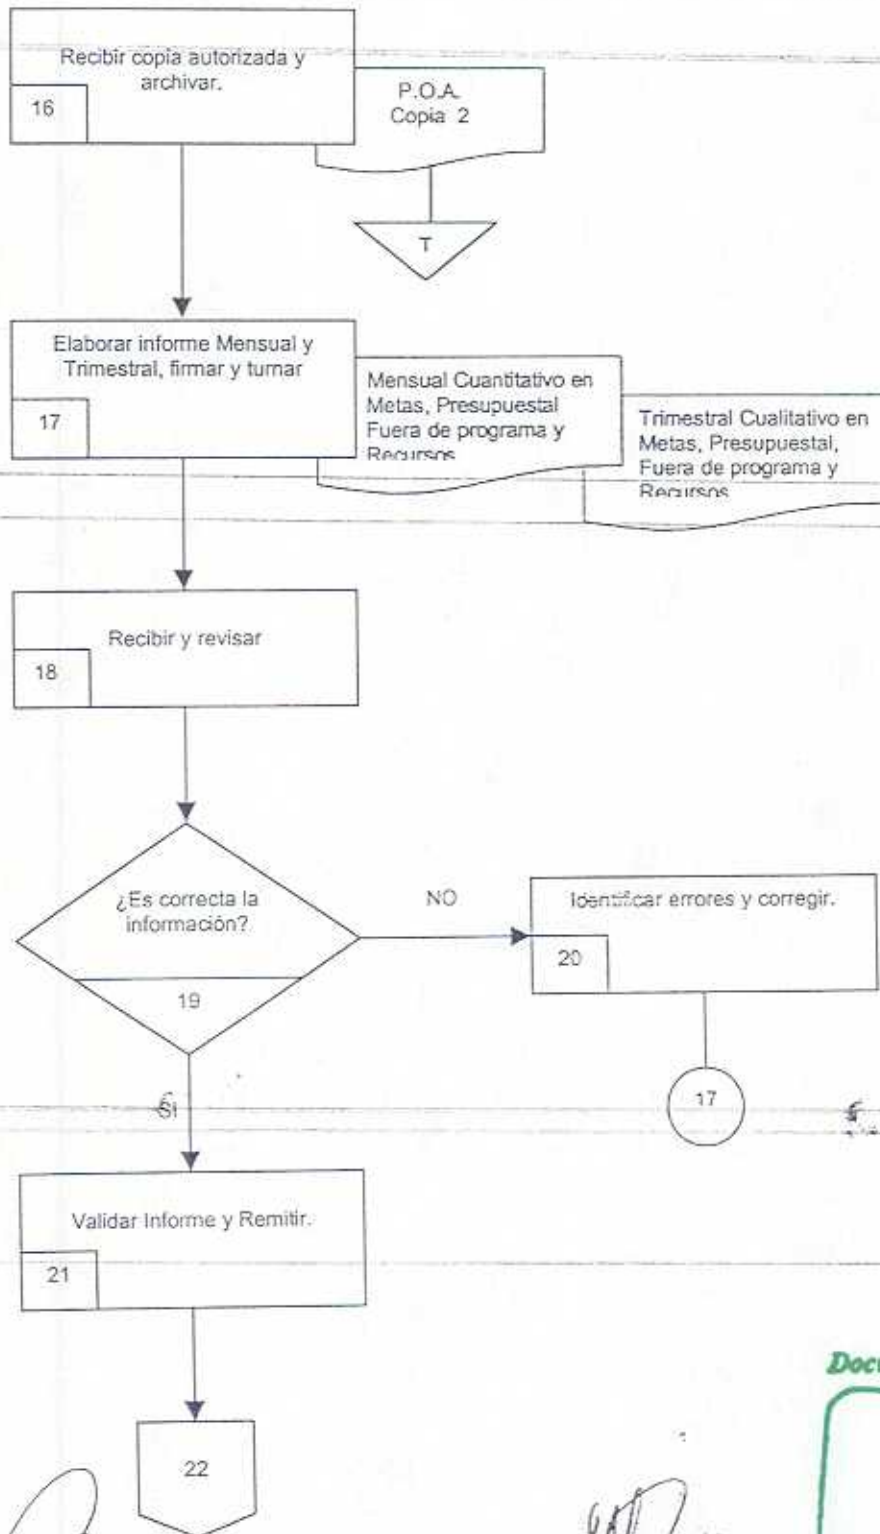 Recibir copia autorizada y
archivar.
16
P.O.A.
Copia 2
T
Elaborar informe Mensual y
Trimestral, firmar y turnar
17
Mensual Cuantitativo en
Metas, Presupuestal
Fuera de programa y
Recursos
Trimestral Cualitativo en
Metas, Presupuestal,
Fuera de programa y
Recursos
Recibir y revisar
18
¿Es correcta la
información?
19
NO
Identificar errores y corregir.
20
17
Si
Validar Informe y Remitir.
21
22